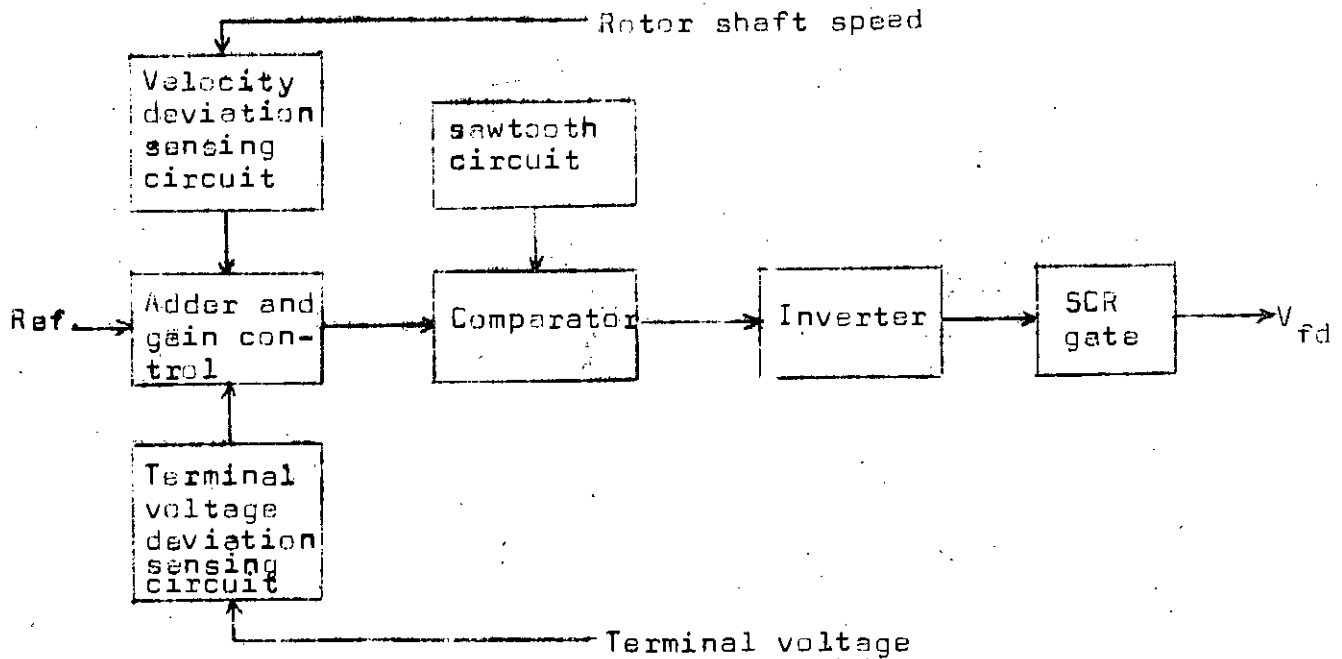 Rotor shaft speed
Velocity
deviation
sensing
circuit
sawtooth
circuit
Ref.
Adder and
gain con-
trol
Comparator
Inverter
SCR
gate
V_fd
Terminal
voltage
deviation
sensing
circuit
Terminal voltage